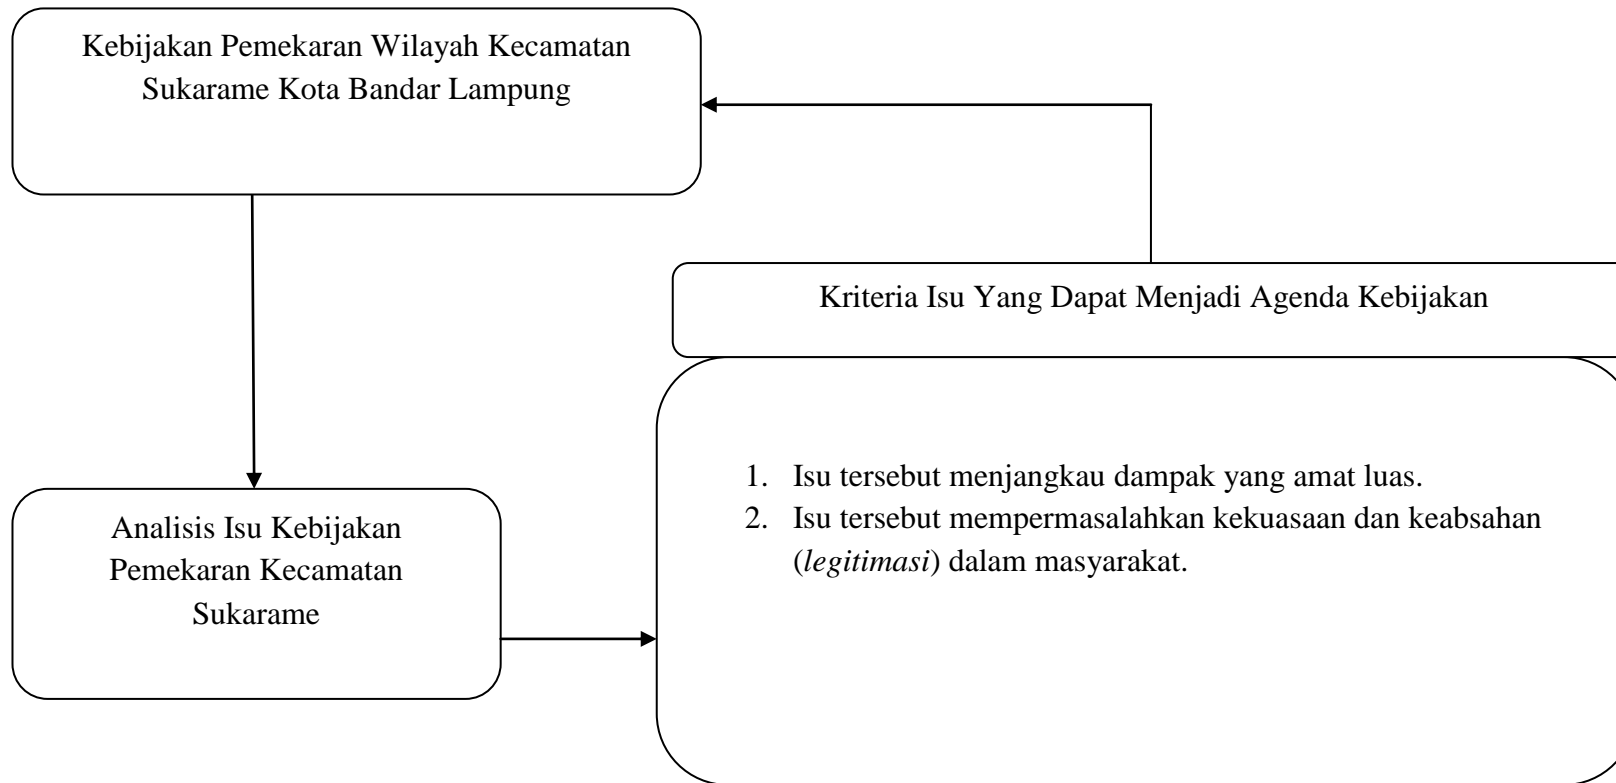 Kebijakan Pemekaran Wilayah Kecamatan
Sukarame Kota Bandar Lampung
Kriteria Isu Yang Dapat Menjadi Agenda Kebijakan
1. Isu tersebut menjangkau dampak yang amat luas.
2. Isu tersebut mempermasalahkan kekuasaan dan keabsahan
(legitimasi) dalam masyarakat.
Analisis Isu Kebijakan
Pemekaran Kecamatan
Sukarame